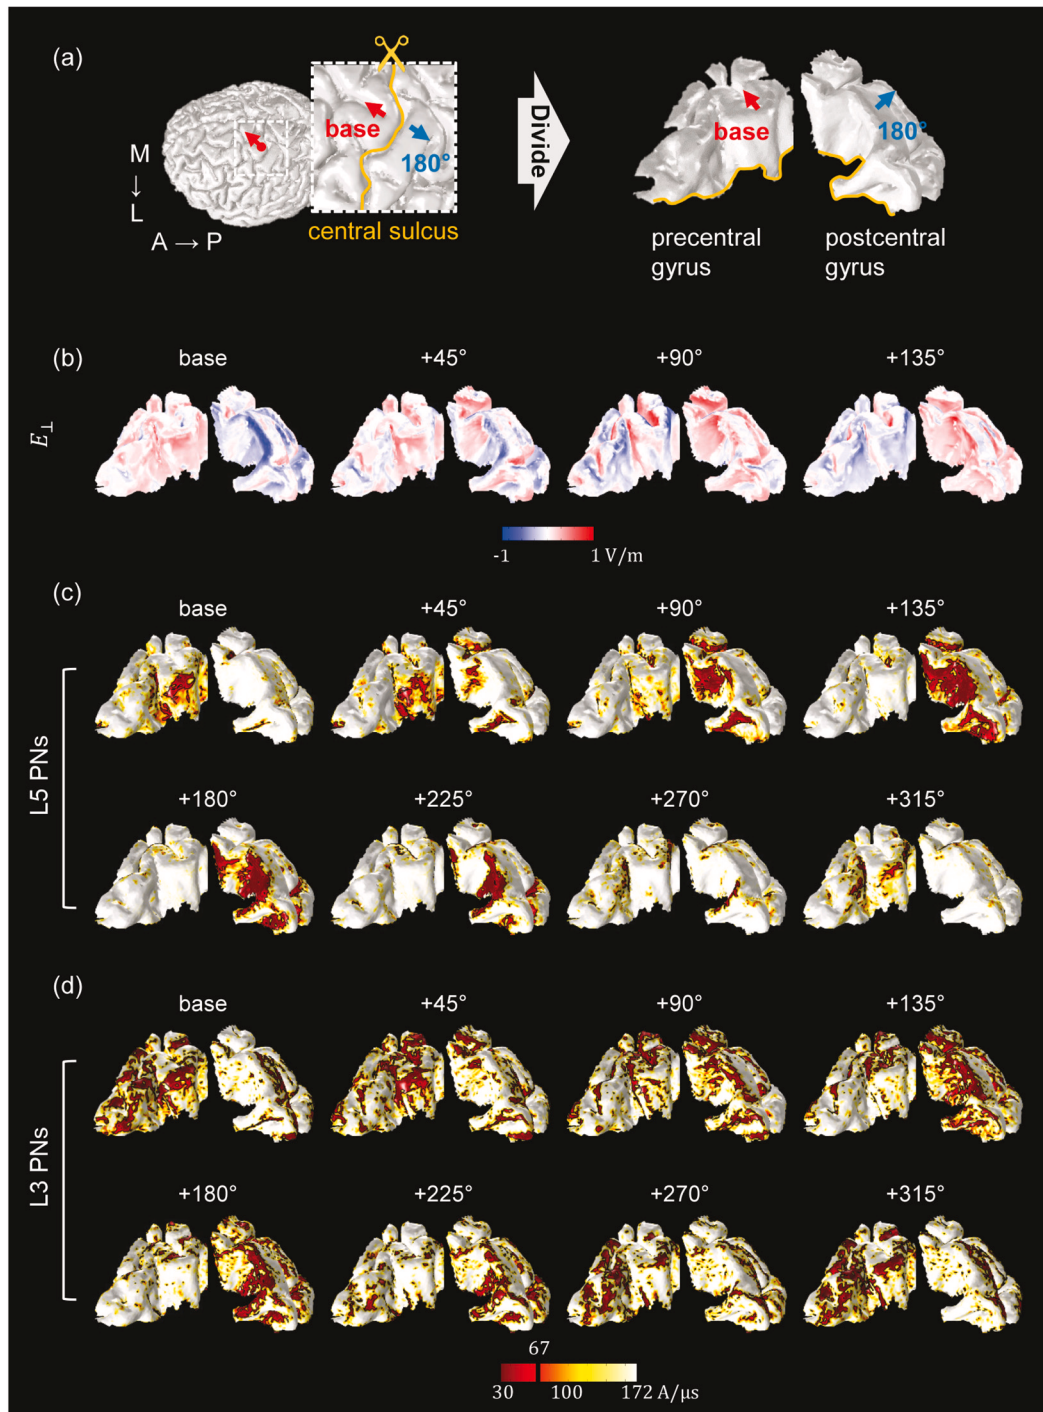 (a)
base
180°
central sulcus
M
↓
L
A → P
Divide
base
180°
precentral
gyrus
postcentral
gyrus
(b)
base
+45°
+90°
+135°
E⊥
-1
1 V/m
(c)
base
+45°
+90°
+135°
L5 PNs
+180°
+225°
+270°
+315°
(d)
base
+45°
+90°
+135°
L3 PNs
+180°
+225°
+270°
+315°
67
30
100
172 A/μs